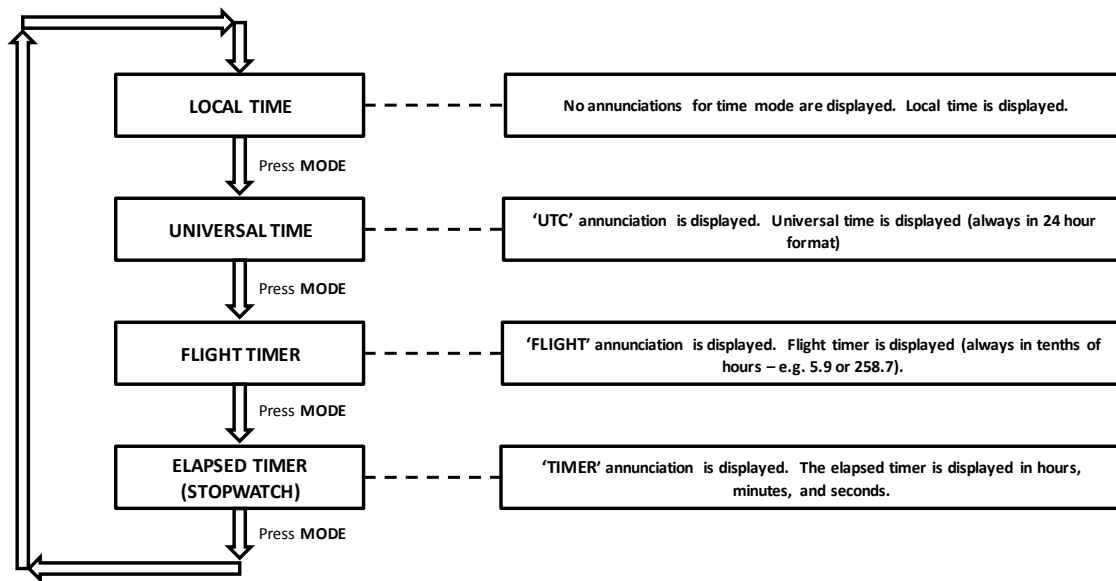 LOCAL TIME
No annunciations for time mode are displayed. Local time is displayed.
Press MODE
UNIVERSAL TIME
‘UTC’ annunciation is displayed. Universal time is displayed (always in 24 hour
format)
Press MODE
FLIGHT TIMER
‘FLIGHT’ annunciation is displayed. Flight timer is displayed (always in tenths of
hours – e.g. 5.9 or 258.7).
Press MODE
ELAPSED TIMER
(STOPWATCH)
‘TIMER’ annunciation is displayed. The elapsed timer is displayed in hours,
minutes, and seconds.
Press MODE